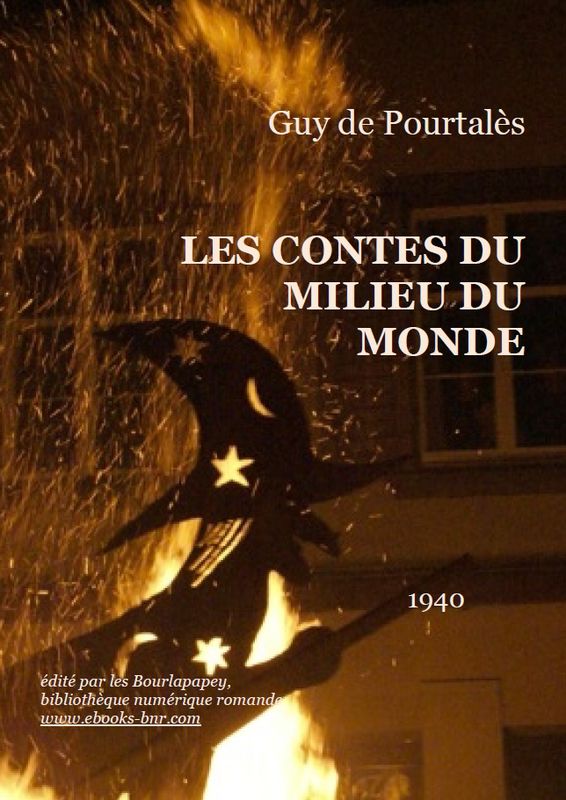 Guy de Pourtalès
LES CONTES DU
MILIEU DU
MONDE
1940
édité par les Bourlapapey,
bibliothèque numérique romande
www.ebooks-bnr.com